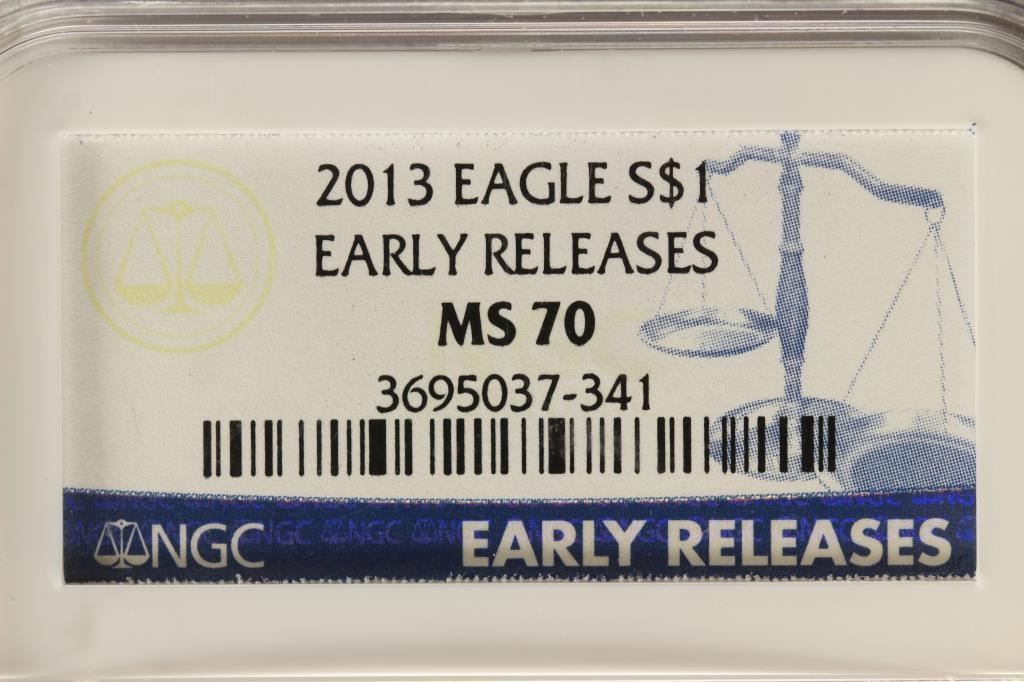 2013 EAGLE S$1
EARLY RELEASES
MS 70
3695037-341
NGC EARLY RELEASES